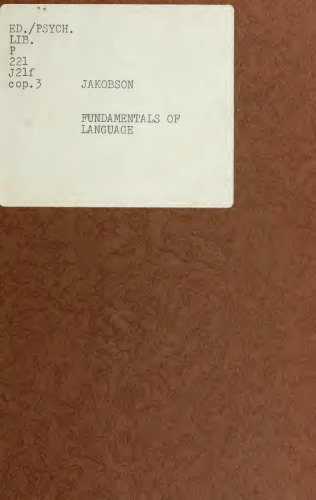 ED./PSYCH.
LIB.
P
221
J21f
cop.3 JAKOBSON
FUNDAMENTALS OF
LANGUAGE